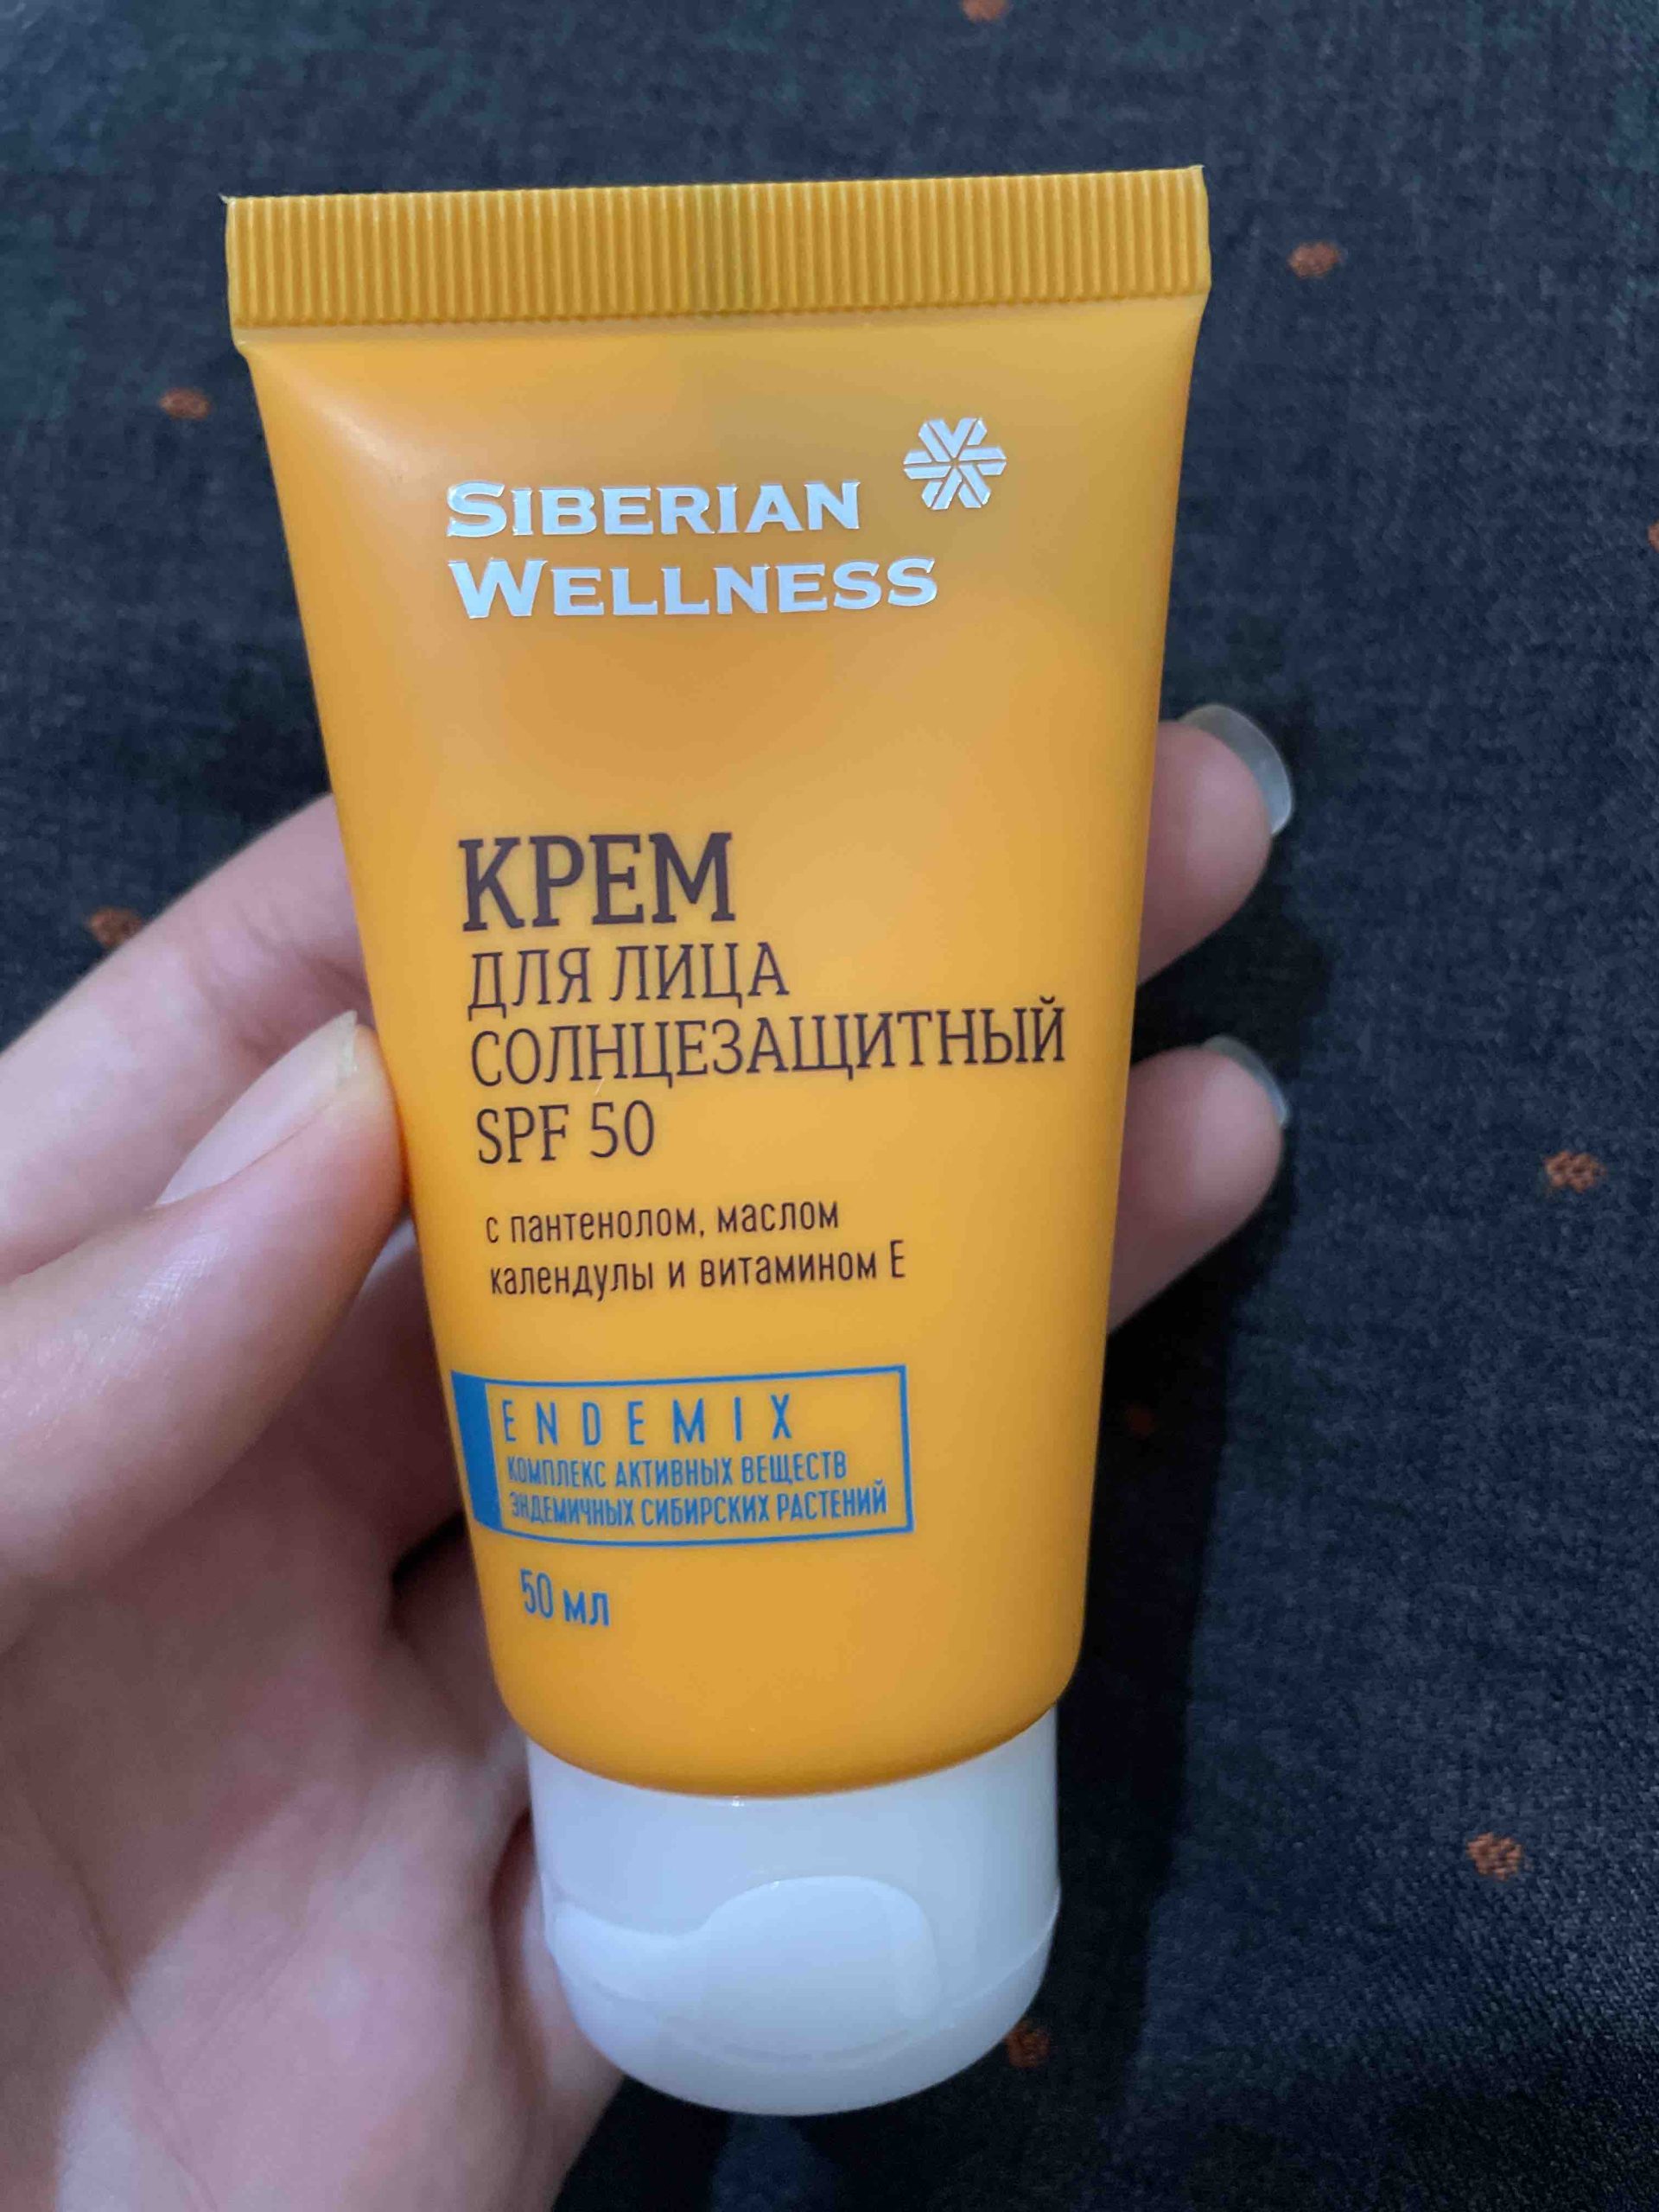 SIBERIAN
WELLNESS
КРЕМ
ДЛЯ ЛИЦА
СОЛНЦЕЗАЩИТНЫЙ
SPF 50
с пантенолом, маслом
календулы и витамином Е
ENDEMIX
КОМПЛЕКС АКТИВНЫХ ВЕЩЕСТВ
ЭНДЕМИЧНЫХ СИБИРСКИХ РАСТЕНИЙ
50 мл